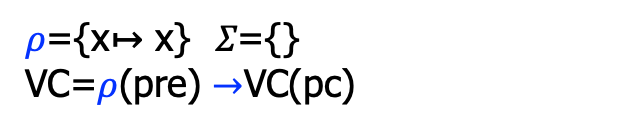 ρ={x↦ x} Σ={}
VC=ρ(pre) →VC(pc)